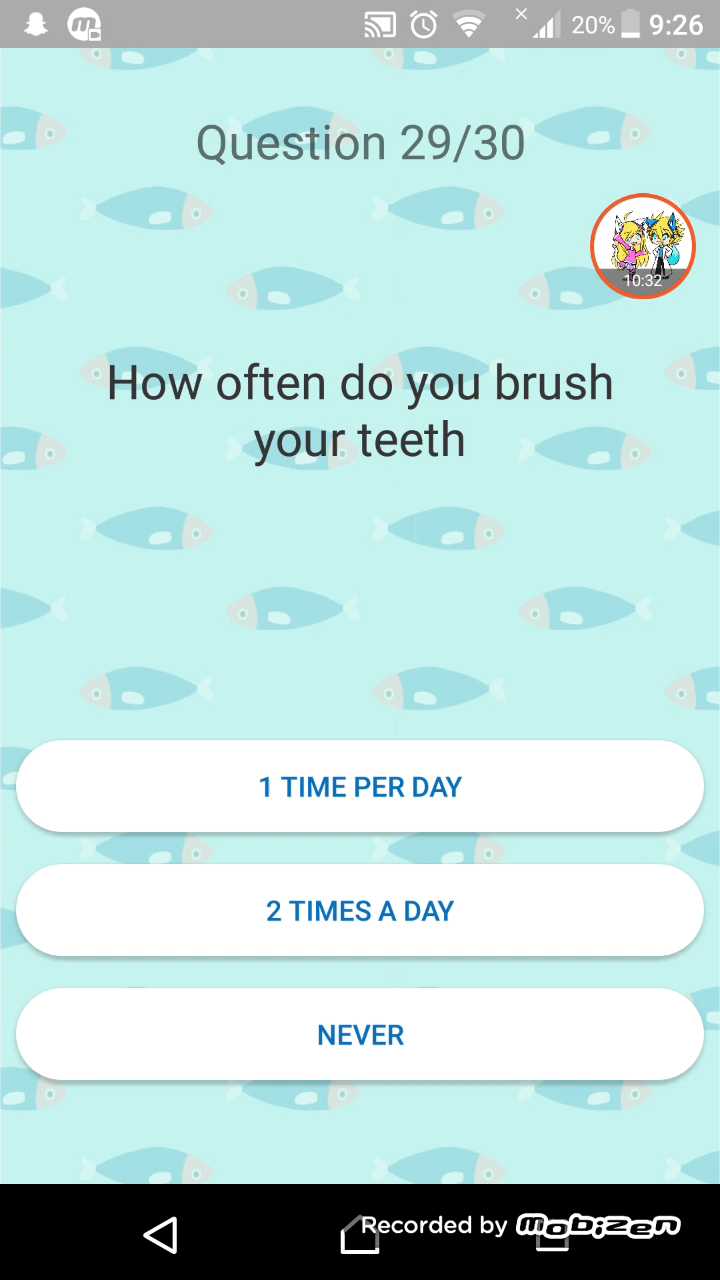 20% 9:26
Question 29/30
10:32
How often do you brush
your teeth
1 TIME PER DAY
2 TIMES A DAY
NEVER
Recorded by Mobizen